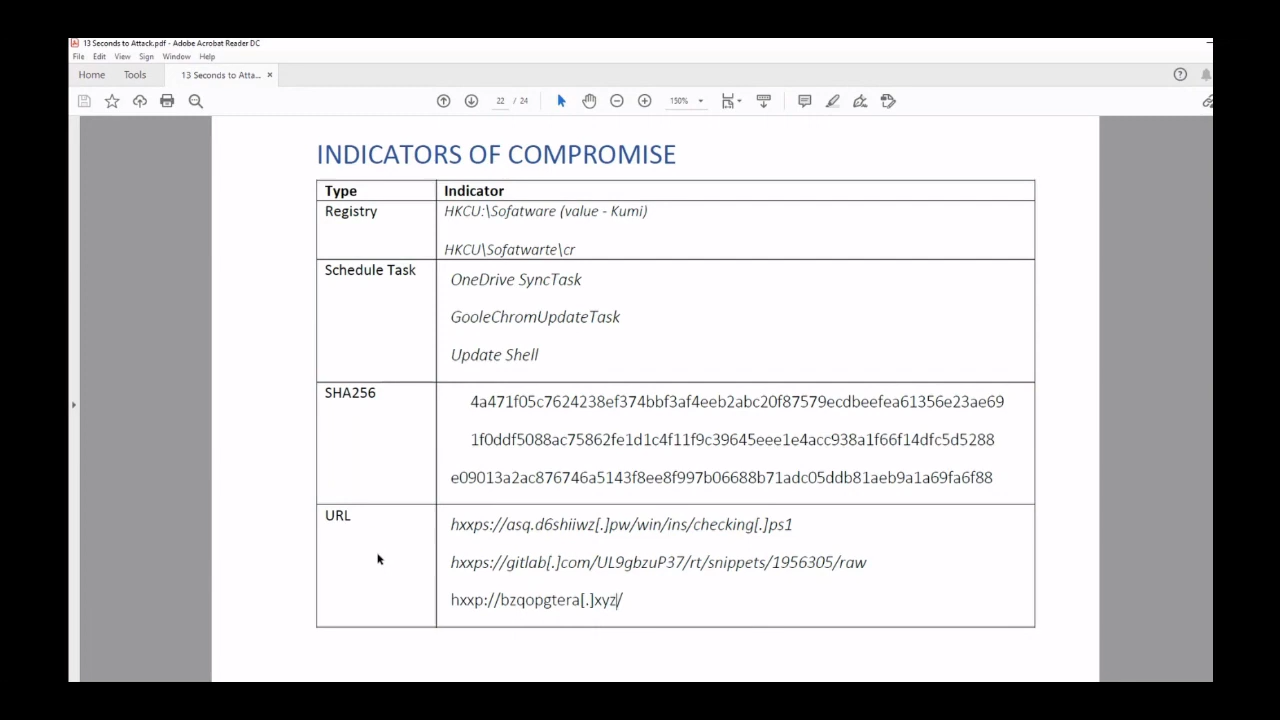 13 Seconds to Attack.pdf - Adobe Acrobat Reader DC
File Edit View Sign Window Help
Home Tools 13 Seconds to Atta... ×
22 / 24 150%
INDICATORS OF COMPROMISE
Type Indicator
Registry HKCU:\Sofatware (value - Kumi)
HKCU\Sofatwarte\cr
Schedule Task OneDrive SyncTask
GooleChromUpdateTask
Update Shell
SHA256 4a471f05c7624238ef374bbf3af4eeb2abc20f87579ecdbeefea61356e23ae69
1f0ddf5088ac75862fe1d1c4f11f9c39645eee1e4acc938a1f66f14dfc5d5288
e09013a2ac876746a5143f8ee8f997b06688b71adc05ddb81aeb9a1a69fa6f88
URL hxxps://asq.d6shiiwz[.]pw/win/ins/checking[.]ps1
hxxps://gitlab[.]com/UL9gbzuP37/rt/snippets/1956305/raw
hxxp://bzqopgtera[.]xyz/